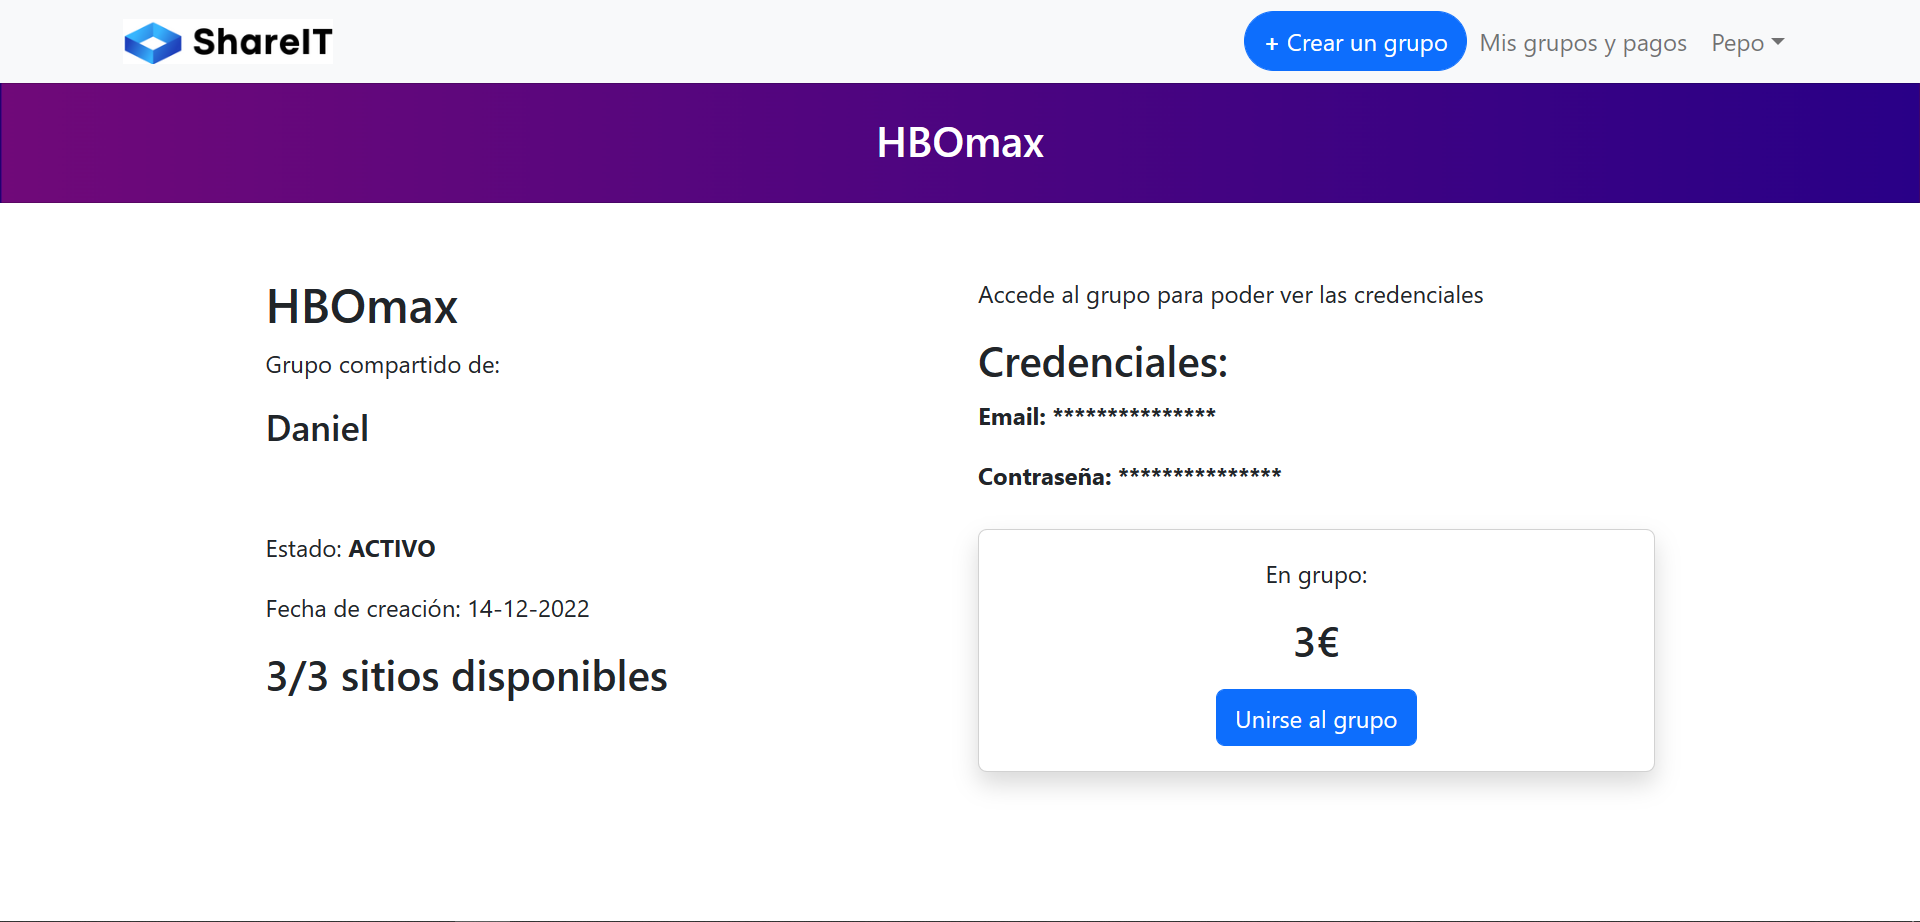 ShareIT
+ Crear un grupo
Mis grupos y pagos
Pepo
HBOmax
HBOmax
Grupo compartido de:
Daniel
Estado: ACTIVO
Fecha de creación: 14-12-2022
3/3 sitios disponibles
Accede al grupo para poder ver las credenciales
Credenciales:
Email: ***************
Contraseña: ***************
En grupo:
3€
Unirse al grupo